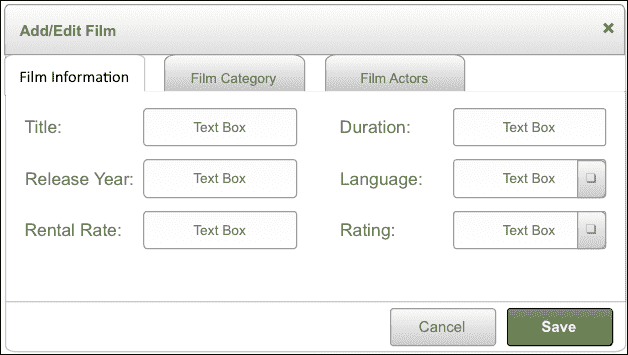 Add/Edit Film ×
Film Information Film Category Film Actors
Title: Text Box Duration: Text Box
Release Year: Text Box Language: Text Box
Rental Rate: Text Box Rating: Text Box
Cancel Save